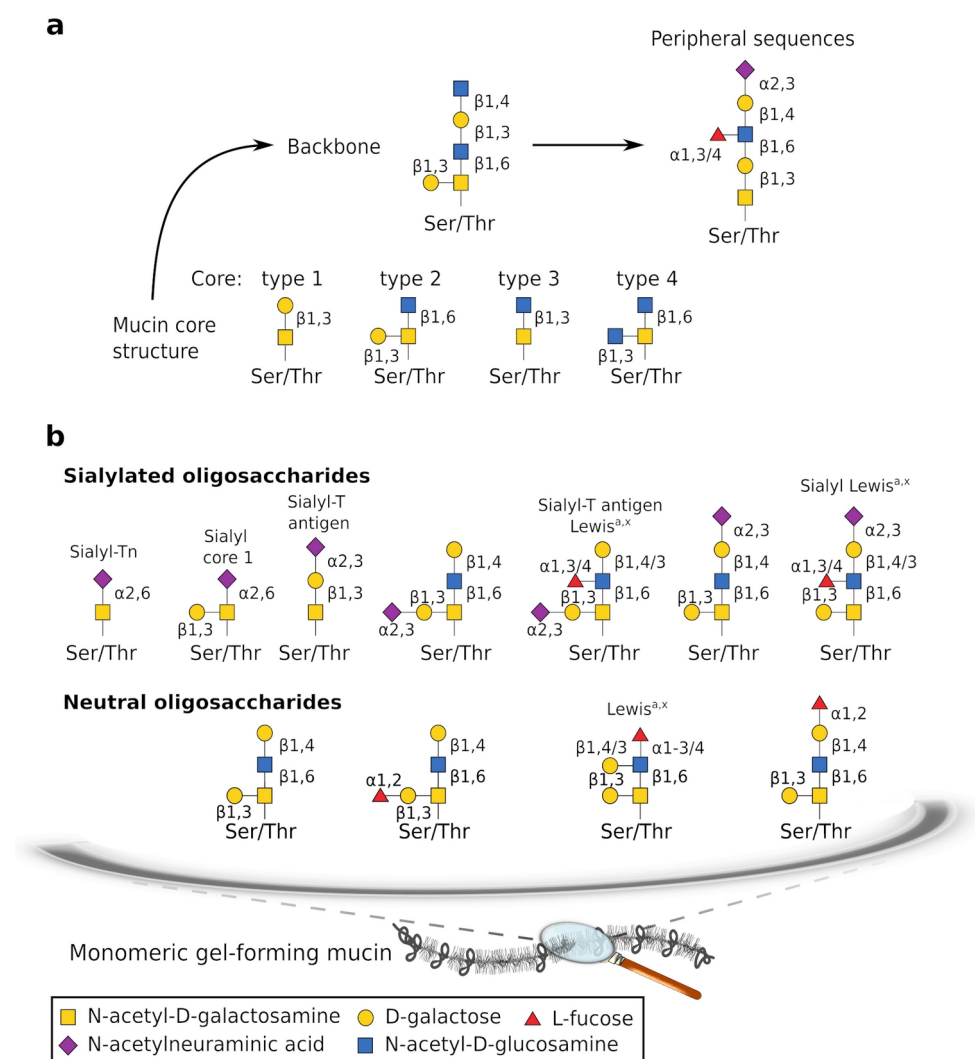 a
Peripheral sequences
α2,3
β1,4
α1,3/4
β1,6
β1,3
Ser/Thr
Backbone
β1,4
β1,3
β1,6
β1,3
Ser/Thr
Mucin core
structure
Core: type 1 type 2 type 3 type 4
β1,3
Ser/Thr
β1,6
β1,3
Ser/Thr
β1,3
Ser/Thr
β1,6
β1,3
Ser/Thr
b
Sialylated oligosaccharides
Sialyl-Tn
α2,6
Ser/Thr
Sialyl
core 1
α2,6
β1,3
Ser/Thr
Sialyl-T
antigen
α2,3
β1,3
Ser/Thr
β1,4
β1,6
β1,3
α2,3
Ser/Thr
Sialyl-T antigen
Lewisa,x
β1,4/3
α1,3/4
β1,6
β1,3
α2,3
Ser/Thr
α2,3
β1,4
β1,6
β1,3
Ser/Thr
Sialyl Lewisa,x
α2,3
β1,4/3
α1,3/4
β1,6
β1,3
Ser/Thr
Neutral oligosaccharides
β1,4
β1,6
β1,3
Ser/Thr
β1,4
β1,6
α1,2
β1,3
Ser/Thr
Lewisa,x
β1,4/3
α1-3/4
β1,6
β1,3
Ser/Thr
α1,2
β1,4
β1,6
β1,3
Ser/Thr
Monomeric gel-forming mucin
N-acetyl-D-galactosamine D-galactose L-fucose
N-acetylneuraminic acid N-acetyl-D-glucosamine